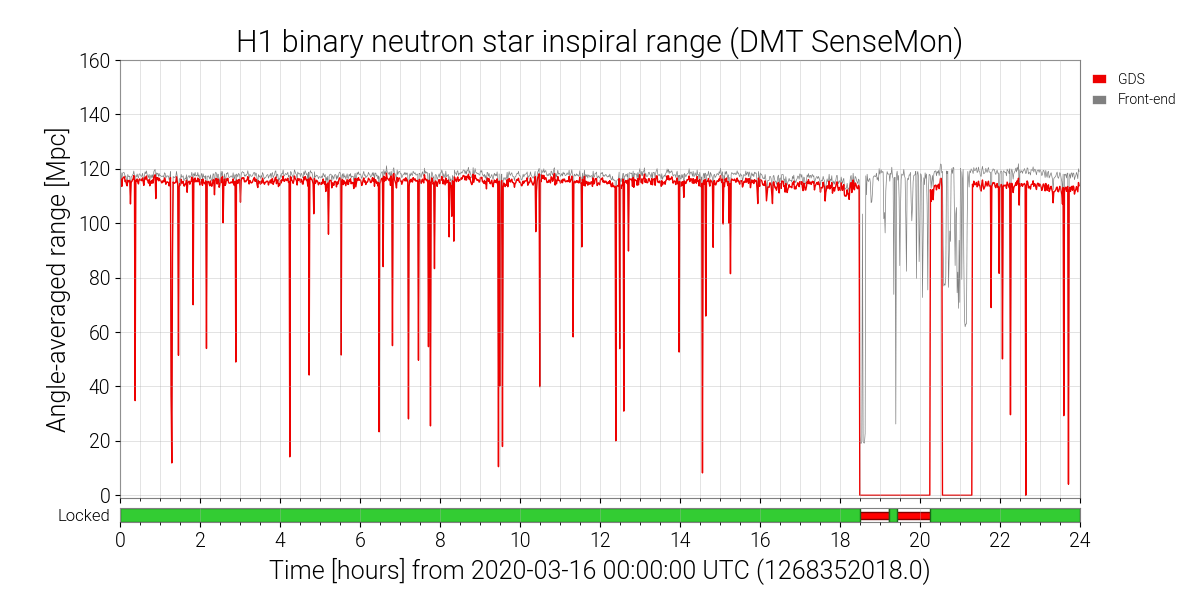 H1 binary neutron star inspiral range (DMT SenseMon)
160
140
120
100
80
60
40
20
0
Angle-averaged range [Mpc]
GDS
Front-end
Locked
0 2 4 6 8 10 12 14 16 18 20 22 24
Time [hours] from 2020-03-16 00:00:00 UTC (1268352018.0)